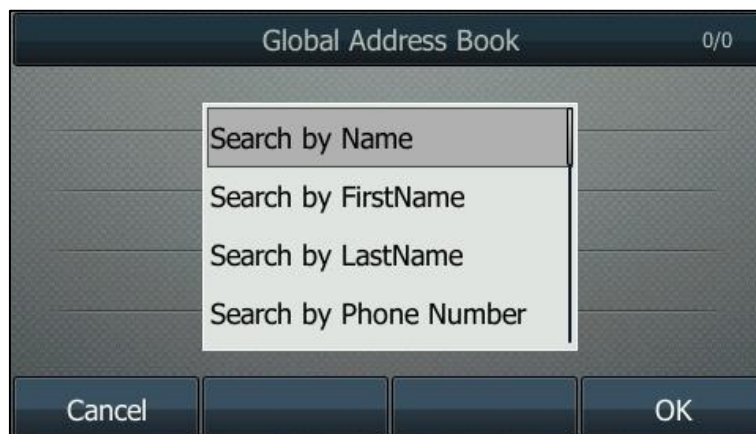 Global Address Book 0/0
Search by Name
Search by FirstName
Search by LastName
Search by Phone Number
Cancel OK